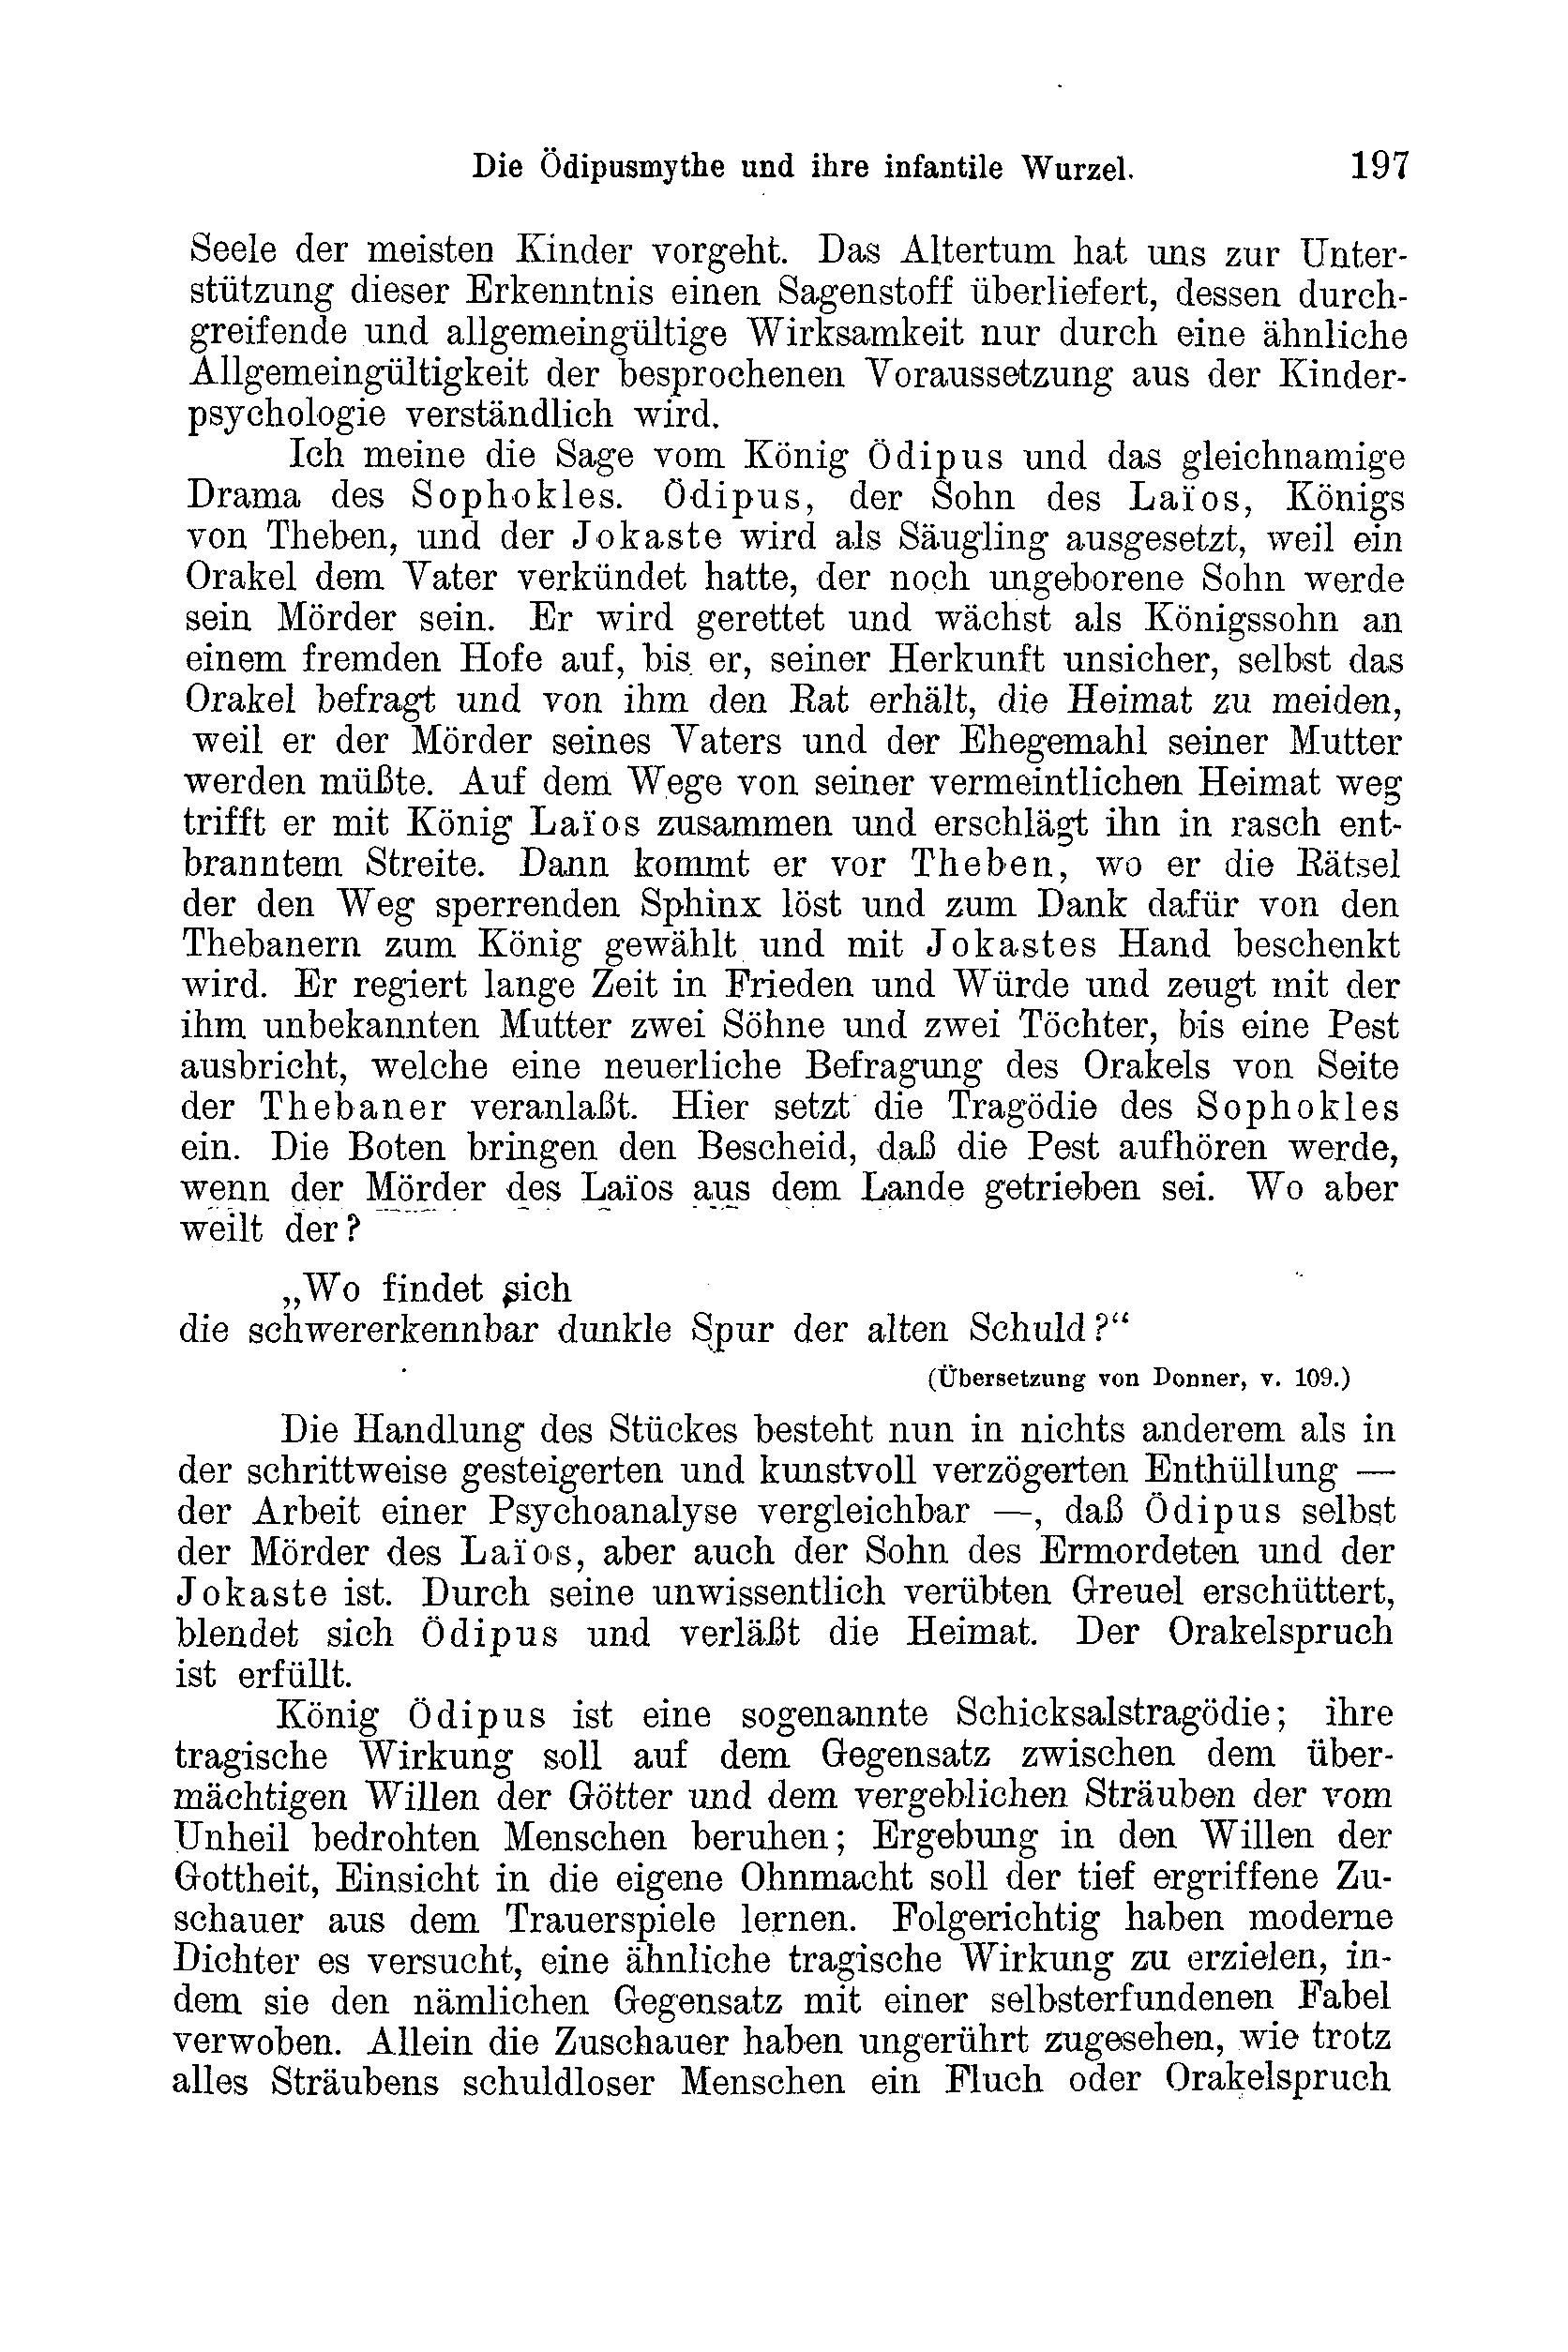 Die Ödipusmythe und ihre infantile Wurzel. 197
Seele der meisten Kinder vorgeht. Das Altertum hat uns zur Unter-
stützung dieser Erkenntnis einen Sagenstoff überliefert, dessen durch-
greifende und allgemeingültige Wirksamkeit nur durch eine ähnliche
Allgemeingültigkeit der besprochenen Voraussetzung aus der Kinder-
psychologie verständlich wird.
Ich meine die Sage vom König Ödipus und das gleichnamige
Drama des Sophokles. Ödipus, der Sohn des Laïos, Königs
von Theben, und der Jokaste wird als Säugling ausgesetzt, weil ein
Orakel dem Vater verkündet hatte, der noch ungeborene Sohn werde
sein Mörder sein. Er wird gerettet und wächst als Königssohn an
einem fremden Hofe auf, bis er, seiner Herkunft unsicher, selbst das
Orakel befragt und von ihm den Rat erhält, die Heimat zu meiden,
weil er der Mörder seines Vaters und der Ehegemahl seiner Mutter
werden müßte. Auf dem Wege von seiner vermeintlichen Heimat weg
trifft er mit König Laïos zusammen und erschlägt ihn in rasch ent-
branntem Streite. Dann kommt er vor Theben, wo er die Rätsel
der den Weg sperrenden Sphinx löst und zum Dank dafür von den
Thebanern zum König gewählt und mit Jokastes Hand beschenkt
wird. Er regiert lange Zeit in Frieden und Würde und zeugt mit der
ihm unbekannten Mutter zwei Söhne und zwei Töchter, bis eine Pest
ausbricht, welche eine neuerliche Befragung des Orakels von Seite
der Thebaner veranlaßt. Hier setzt die Tragödie des Sophokles
ein. Die Boten bringen den Bescheid, daß die Pest aufhören werde,
wenn der Mörder des Laïos aus dem Lande getrieben sei. Wo aber
weilt der?
„Wo findet sich
die schwererkennbar dunkle Spur der alten Schuld?“
(Übersetzung von Donner, v. 109.)
Die Handlung des Stückes besteht nun in nichts anderem als in
der schrittweise gesteigerten und kunstvoll verzögerten Enthüllung —
der Arbeit einer Psychoanalyse vergleichbar —, daß Ödipus selbst
der Mörder des Laïos, aber auch der Sohn des Ermordeten und der
Jokaste ist. Durch seine unwissentlich verübten Greuel erschüttert,
blendet sich Ödipus und verläßt die Heimat. Der Orakelspruch
ist erfüllt.
König Ödipus ist eine sogenannte Schicksalstragödie; ihre
tragische Wirkung soll auf dem Gegensatz zwischen dem über-
mächtigen Willen der Götter und dem vergeblichen Sträuben der vom
Unheil bedrohten Menschen beruhen; Ergebung in den Willen der
Gottheit, Einsicht in die eigene Ohnmacht soll der tief ergriffene Zu-
schauer aus dem Trauerspiele lernen. Folgerichtig haben moderne
Dichter es versucht, eine ähnliche tragische Wirkung zu erzielen, in-
dem sie den nämlichen Gegensatz mit einer selbsterfundenen Fabel
verwoben. Allein die Zuschauer haben ungerührt zugesehen, wie trotz
alles Sträubens schuldloser Menschen ein Fluch oder Orakelspruch